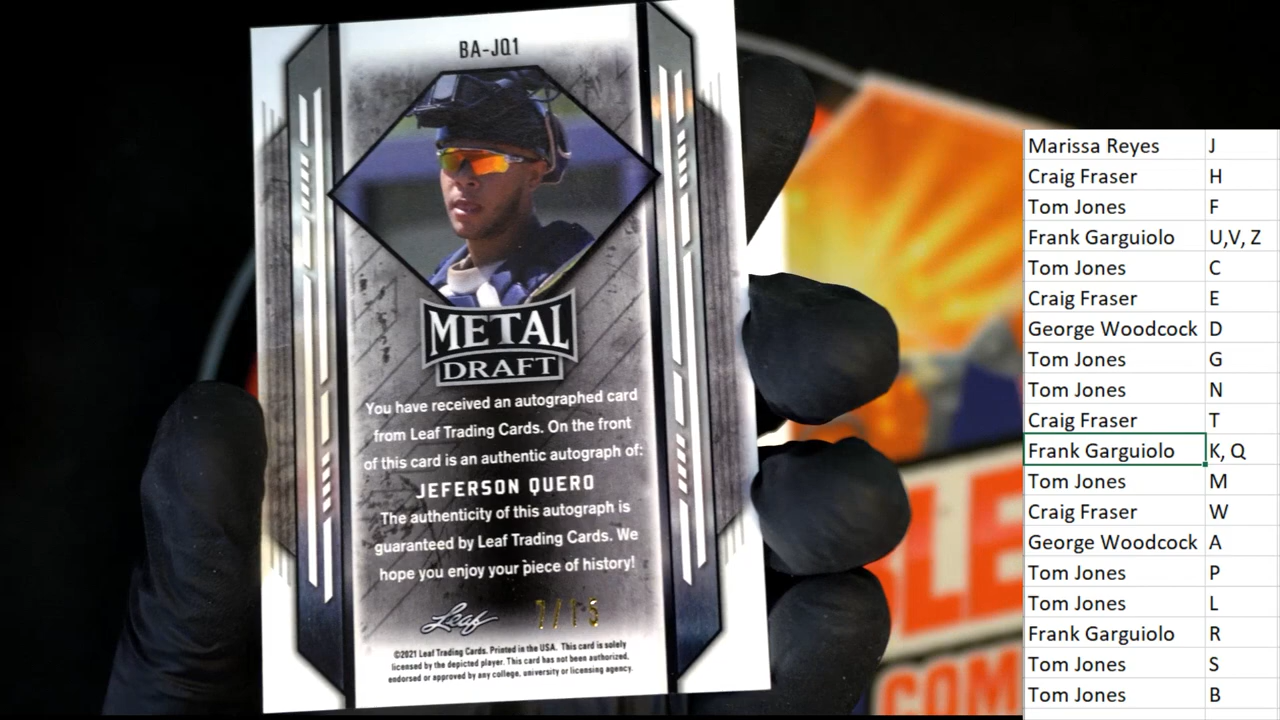 BA-JQ1
METAL
DRAFT
You have received an autographed card
from Leaf Trading Cards. On the front
of this card is an authentic autograph of:
JEFERSON QUERO
The authenticity of this autograph is
guaranteed by Leaf Trading Cards. We
hope you enjoy your piece of history!
Leaf
7/15
©2021 Leaf Trading Cards. Printed in the USA. This card is solely
licensed by the depicted player. This card has not been authorized,
endorsed or approved by any college, university or licensing agency.
Marissa Reyes J
Craig Fraser H
Tom Jones F
Frank Garguiolo U,V, Z
Tom Jones C
Craig Fraser E
George Woodcock D
Tom Jones G
Tom Jones N
Craig Fraser T
Frank Garguiolo K, Q
Tom Jones M
Craig Fraser W
George Woodcock A
Tom Jones P
Tom Jones L
Frank Garguiolo R
Tom Jones S
Tom Jones B